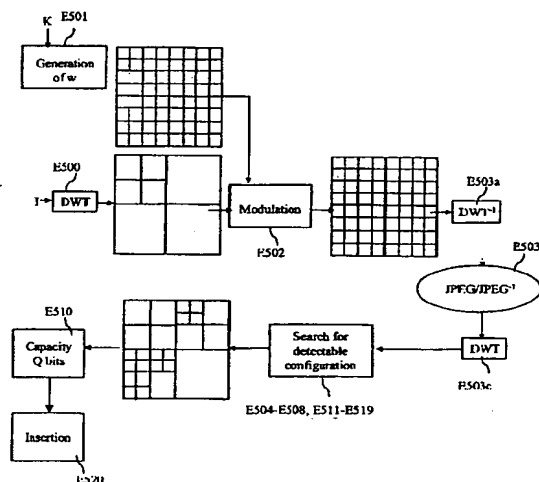 K
E501
Generation
of w
E500
I
DWT
Modulation
E502
E503a
DWT⁻¹
E503
JPEG/JPEG⁻¹
E510
Capacity
Q bits
Search for
detectable
configuration
DWT
E503c
E504-E508, E511-E519
Insertion
E520